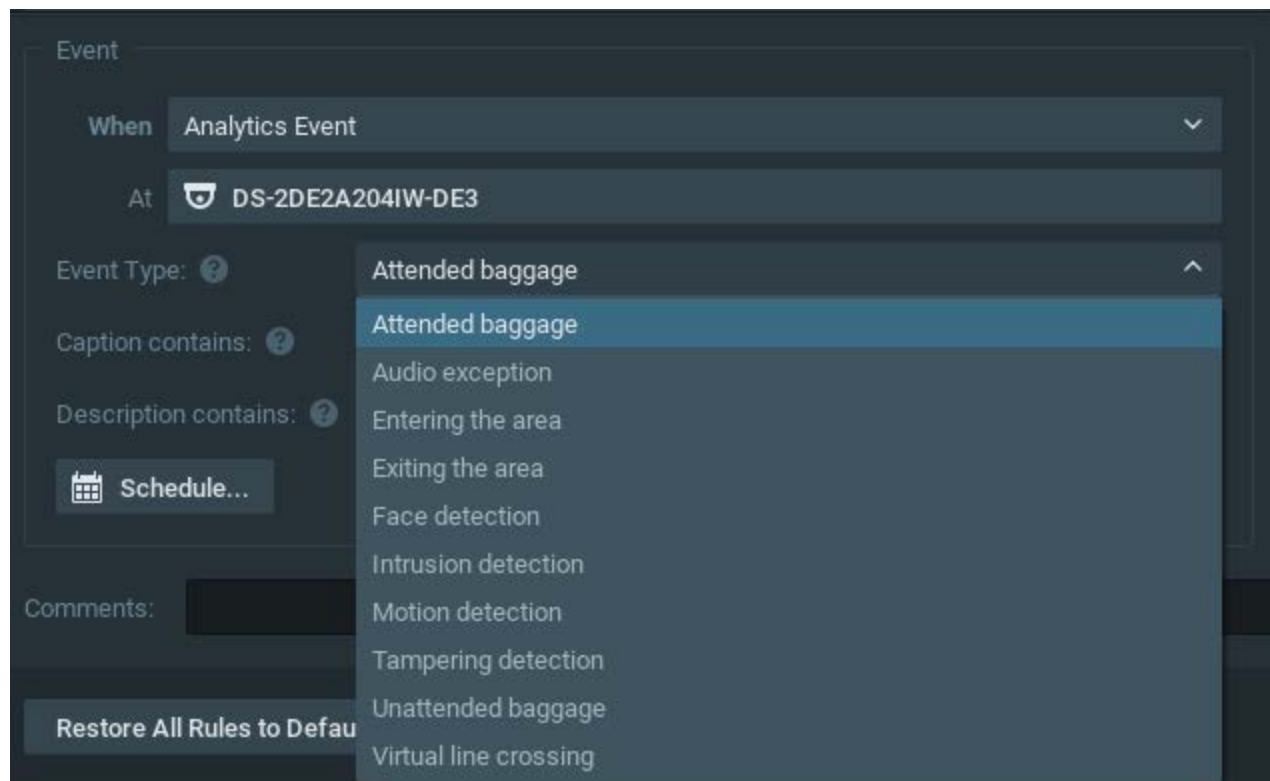 Event
When Analytics Event
At DS-2DE2A204IW-DE3
Event Type: Attended baggage
Attended baggage
Caption contains:
Audio exception
Description contains:
Entering the area
Exiting the area
Schedule...
Face detection
Intrusion detection
Comments:
Motion detection
Tampering detection
Unattended baggage
Restore All Rules to Defau
Virtual line crossing